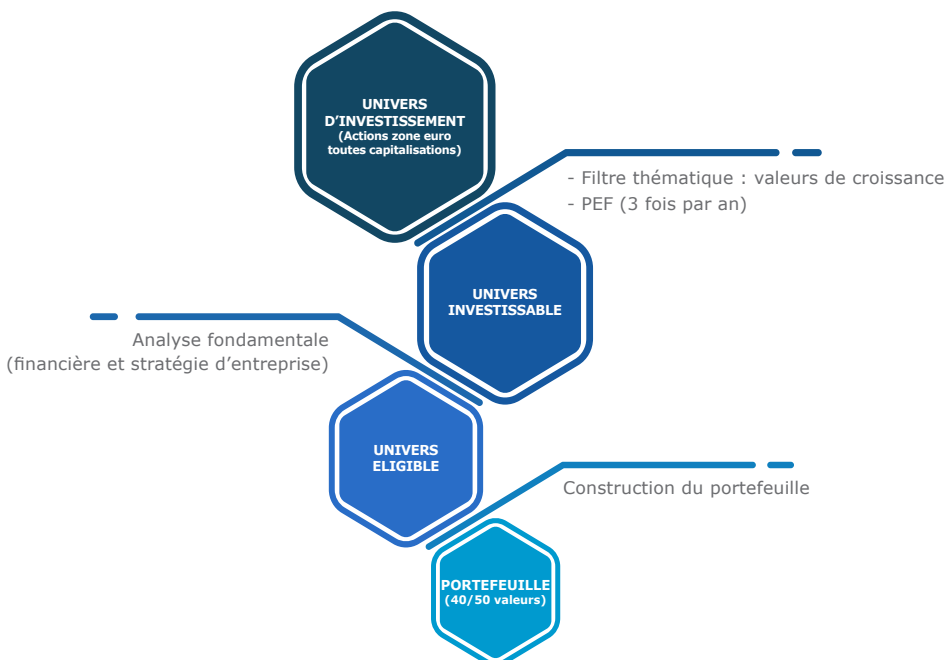 UNIVERS
D’INVESTISSEMENT
(Actions zone euro
toutes capitalisations)
- Filtre thématique : valeurs de croissance
- PEF (3 fois par an)
UNIVERS
INVESTISSABLE
Analyse fondamentale
(financière et stratégie d’entreprise)
UNIVERS
ELIGIBLE
Construction du portefeuille
PORTEFEUILLE
(40/50 valeurs)